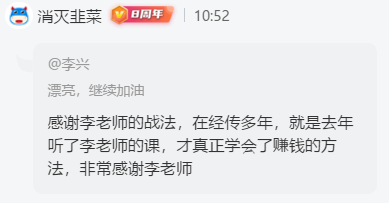 消灭韭菜 8周年 | 10:52
@李兴
漂亮，继续加油
感谢李老师的战法，在经传多年，就是去年
听了李老师的课，才真正学会了赚钱的方
法，非常感谢李老师